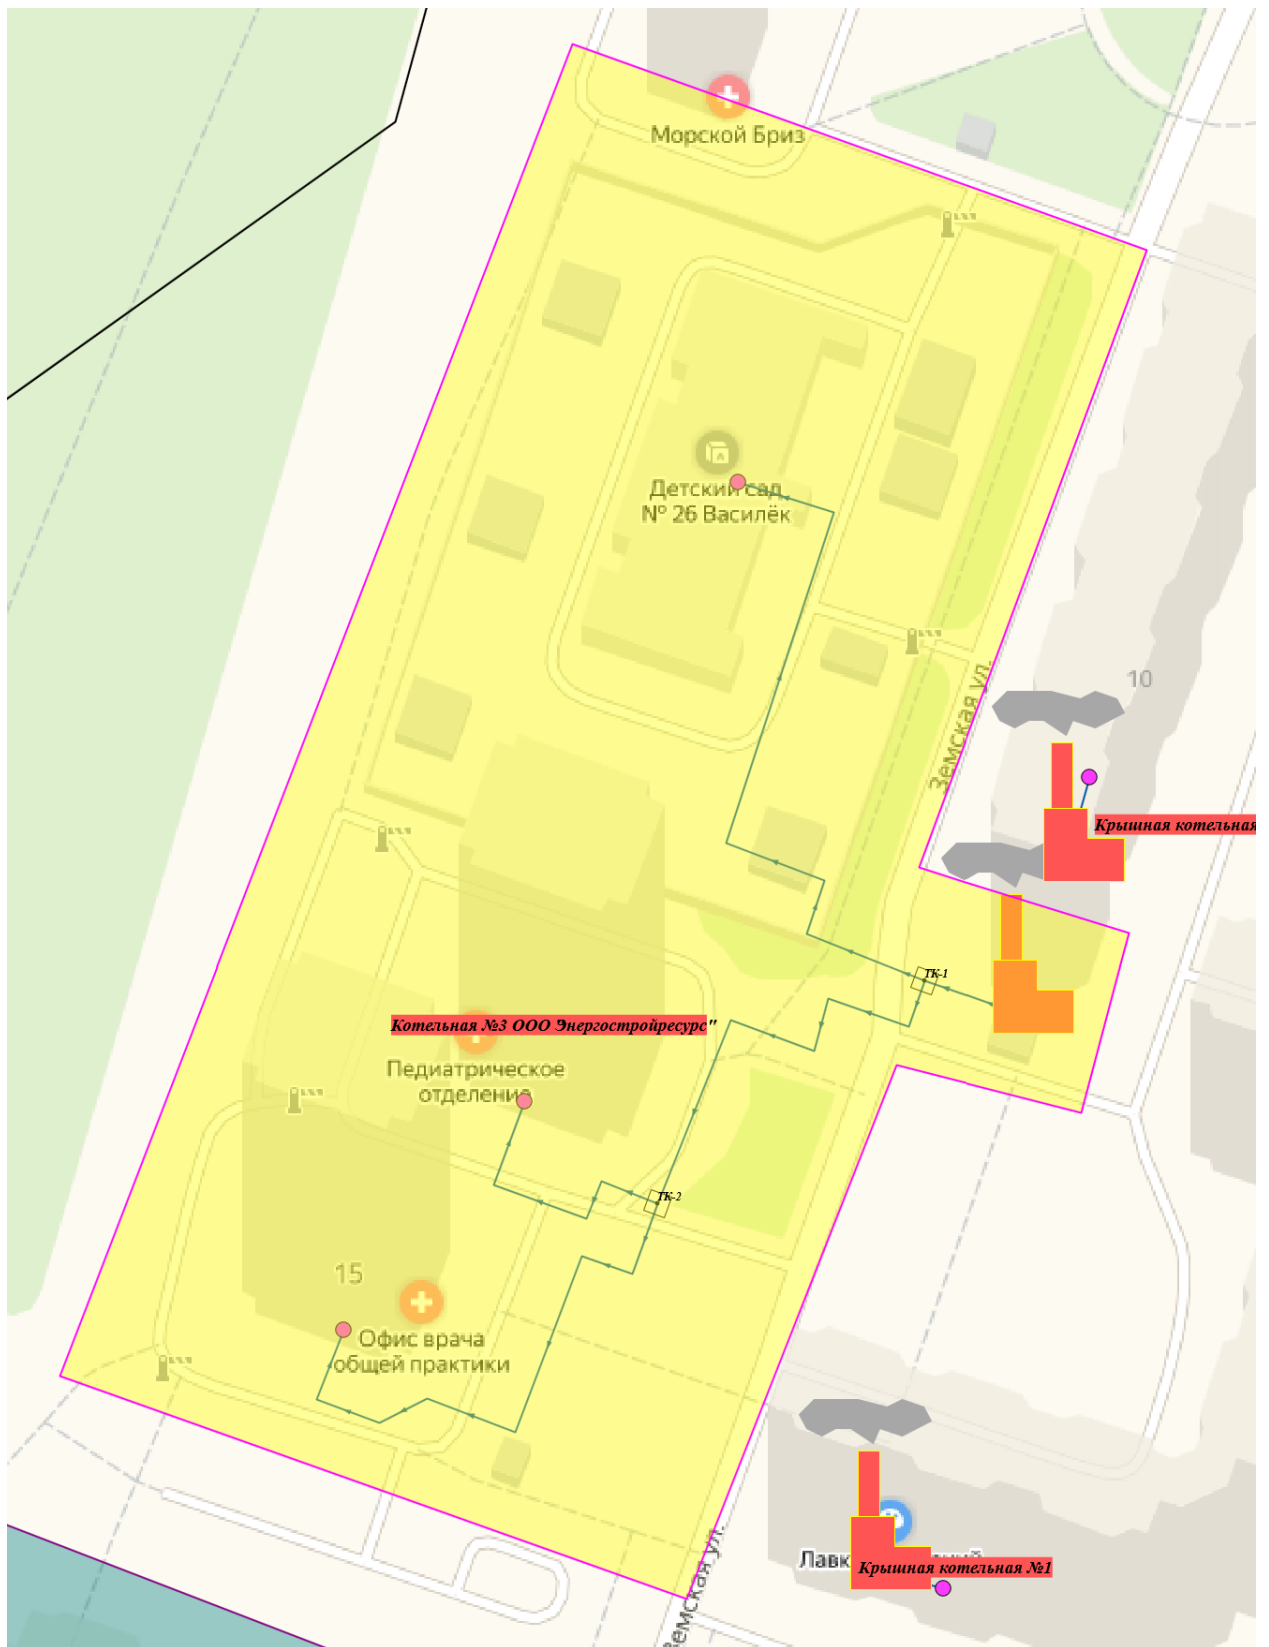 Морской Бриз
Детский сад
№ 26 Василёк
Земская ул.
10
Крышная котельная
ТК-1
Котельная №3 ООО "Энергостройресурс"
Педиатрическое
отделение
ТК-2
15
Офис врача
общей практики
Лавк
Крышная котельная №1
Земская ул.